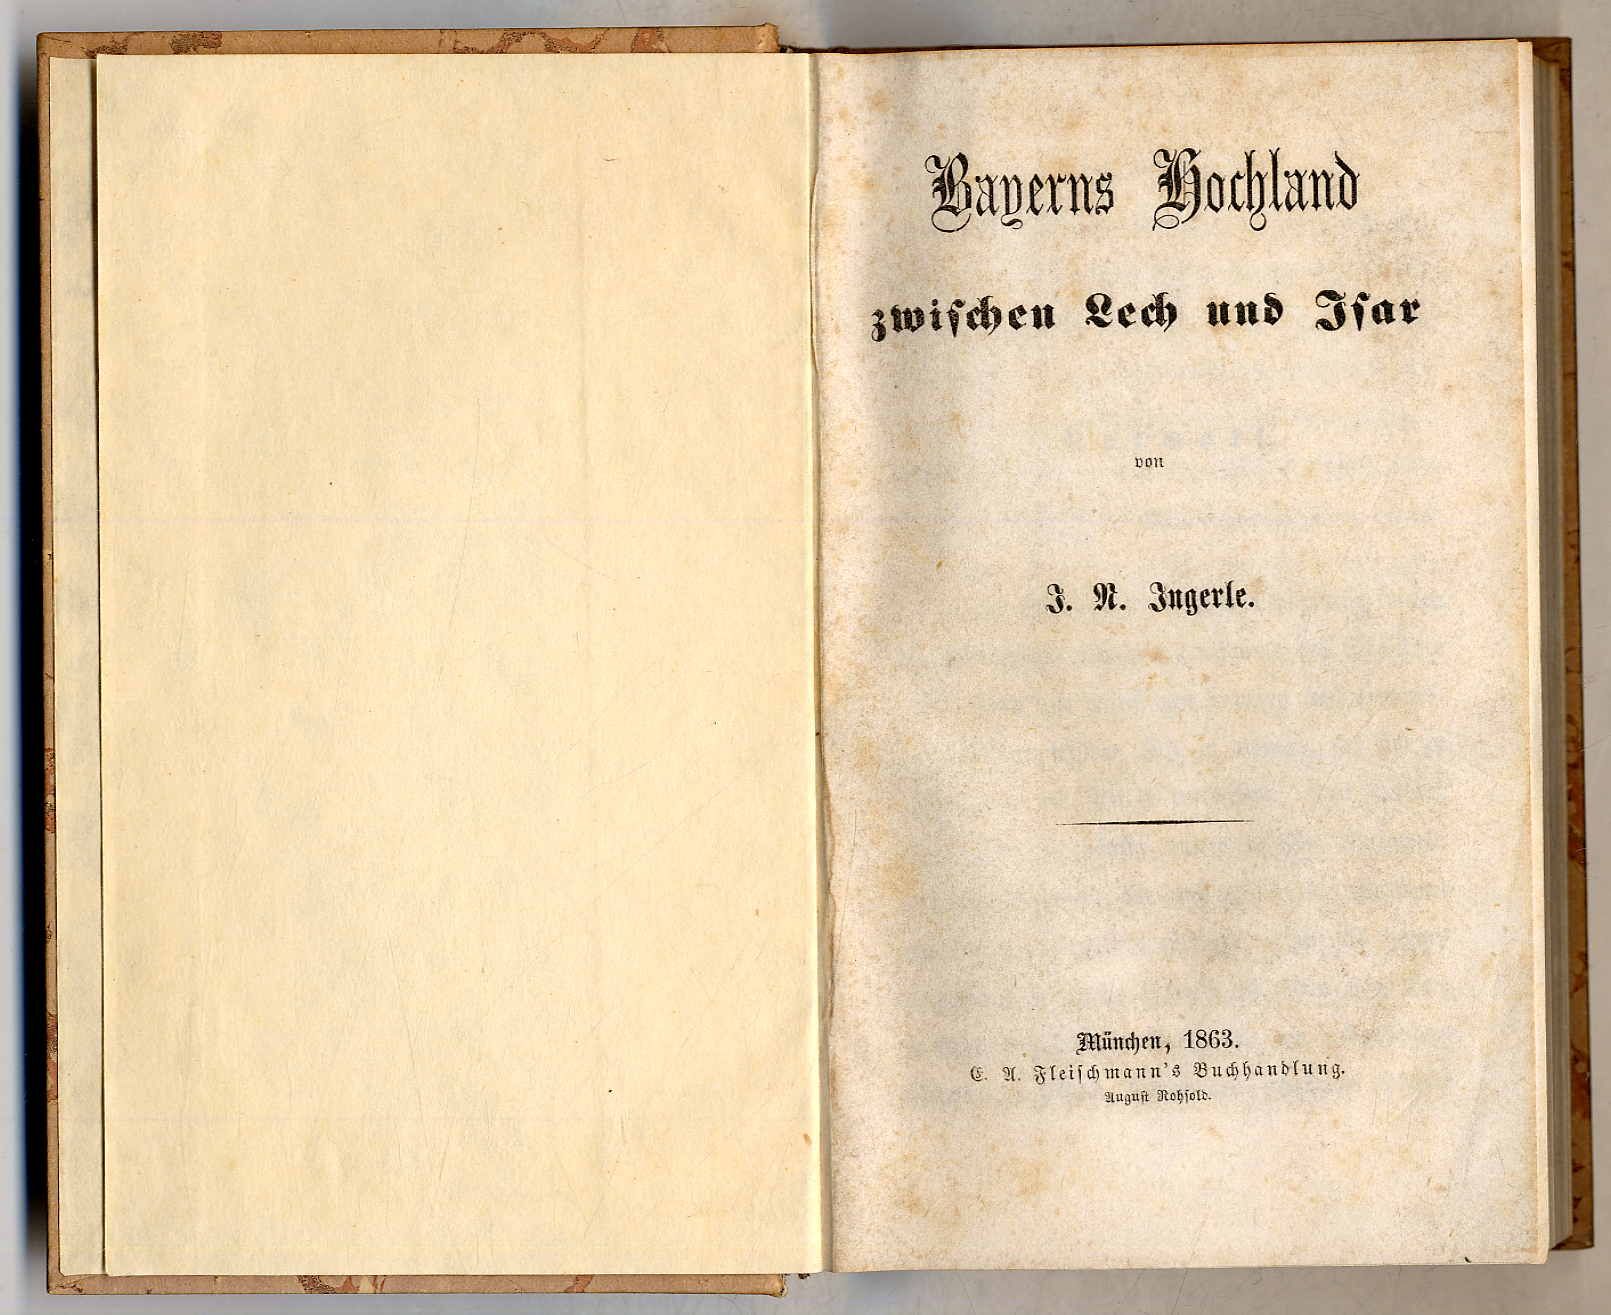 Bayerns Hochland
zwischen Lech und Isar
von
J. N. Ingerle.
München, 1863.
E. A. Fleischmann's Buchhandlung.
August Rohsold.